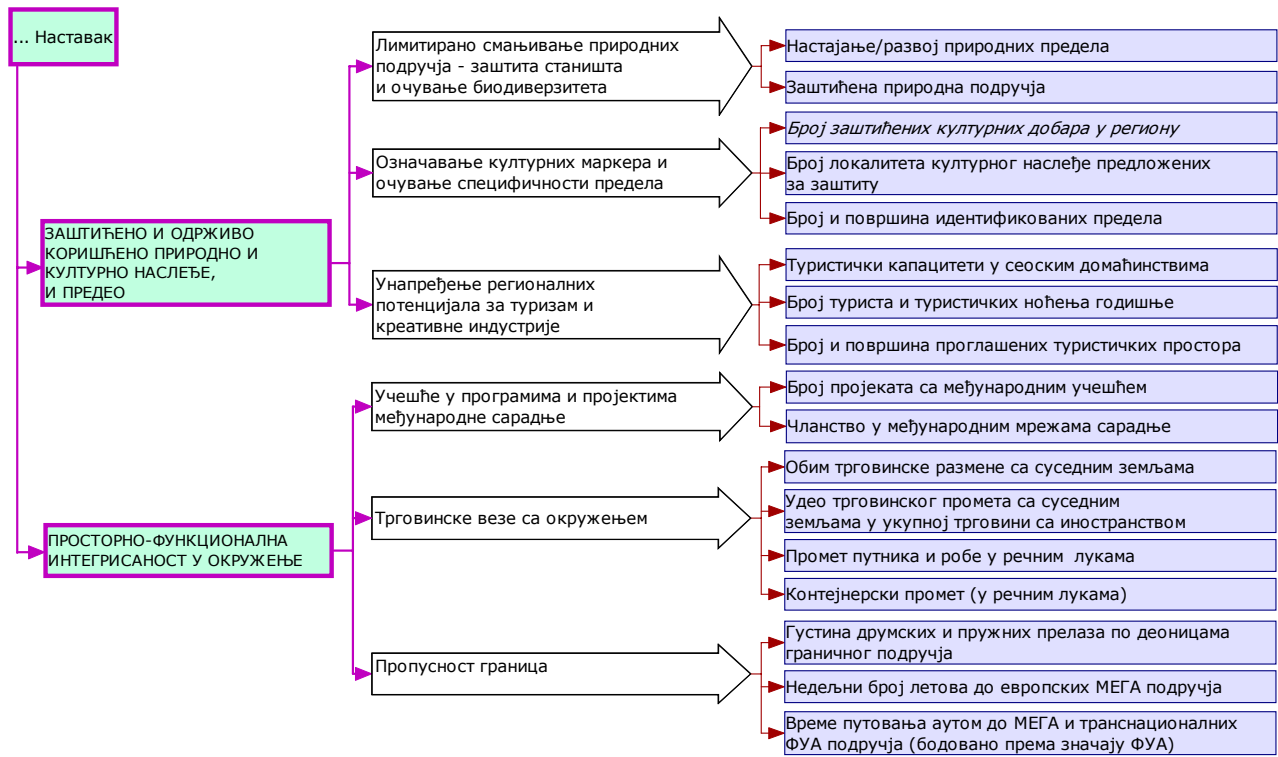 ... Наставак
ЗАШТИЋЕНО И ОДРЖИВО
КОРИШЋЕНО ПРИРОДНО И
КУЛТУРНО НАСЛЕЂЕ,
И ПРЕДЕО
Лимитирано смањивање природних
подручја - заштита станишта
и очување биодиверзитета
Настајање/развој природних предела
Заштићена природна подручја
Означавање културних маркера и
очување специфичности предела
Број заштићених културних добара у региону
Број локалитета културног наслеђе предложених
за заштиту
Број и површина идентификованих предела
Унапређење регионалних
потенцијала за туризам и
креативне индустрије
Туристички капацитети у сеоским домаћинствима
Број туриста и туристичких ноћења годишње
Број и површина проглашених туристичких простора
ПРОСТОРНО-ФУНКЦИОНАЛНА
ИНТЕГРИСАНОСТ У ОКРУЖЕЊЕ
Учешће у програмима и пројектима
међународне сарадње
Број пројеката са међународним учешћем
Чланство у међународним мрежама сарадње
Трговинске везе са окружењем
Обим трговинске размене са суседним земљама
Удео трговинског промета са суседним
земљама у укупној трговини са иностранством
Промет путника и робе у речним лукама
Контејнерски промет (у речним лукама)
Пропусност граница
Густина друмских и пружних прелаза по деоницама
граничног подручја
Недељни број летова до европских МЕГА подручја
Време путовања аутом до МЕГА и транснационалних
ФУА подручја (бодовано према значају ФУА)